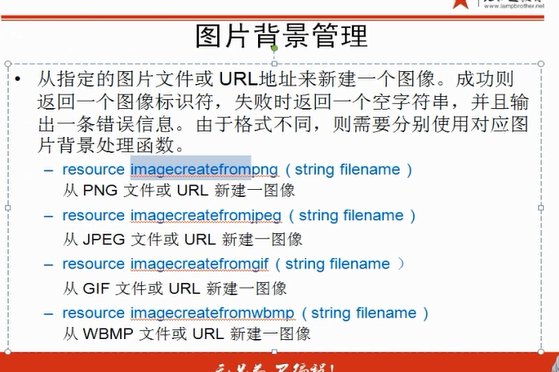 www.lampbrother.net
图片背景管理
• 从指定的图片文件或 URL地址来新建一个图像。成功则
返回一个图像标识符，失败时返回一个空字符串，并且输
出一条错误信息。由于格式不同，则需要分别使用对应图
片背景处理函数。
– resource imagecreatefrompng ( string filename )
从 PNG 文件或 URL 新建一图像
– resource imagecreatefromjpeg ( string filename )
从 JPEG 文件或 URL 新建一图像
– resource imagecreatefromgif ( string filename ）
从 GIF 文件或 URL 新建一图像
– resource imagecreatefromwbmp ( string filename )
从 WBMP 文件或 URL 新建一图像